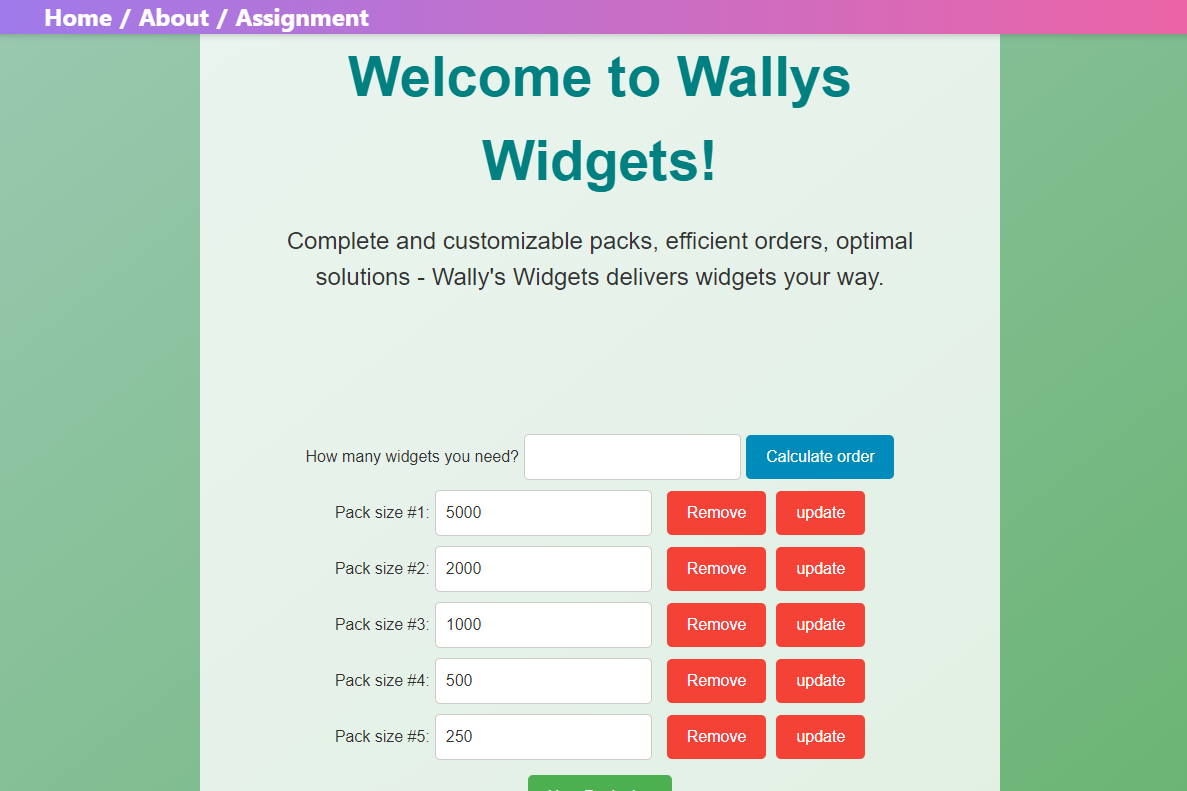 Home / About / Assignment
Welcome to Wallys
Widgets!
Complete and customizable packs, efficient orders, optimal
solutions - Wally's Widgets delivers widgets your way.
How many widgets you need? Calculate order
Pack size #1: 5000 Remove update
Pack size #2: 2000 Remove update
Pack size #3: 1000 Remove update
Pack size #4: 500 Remove update
Pack size #5: 250 Remove update